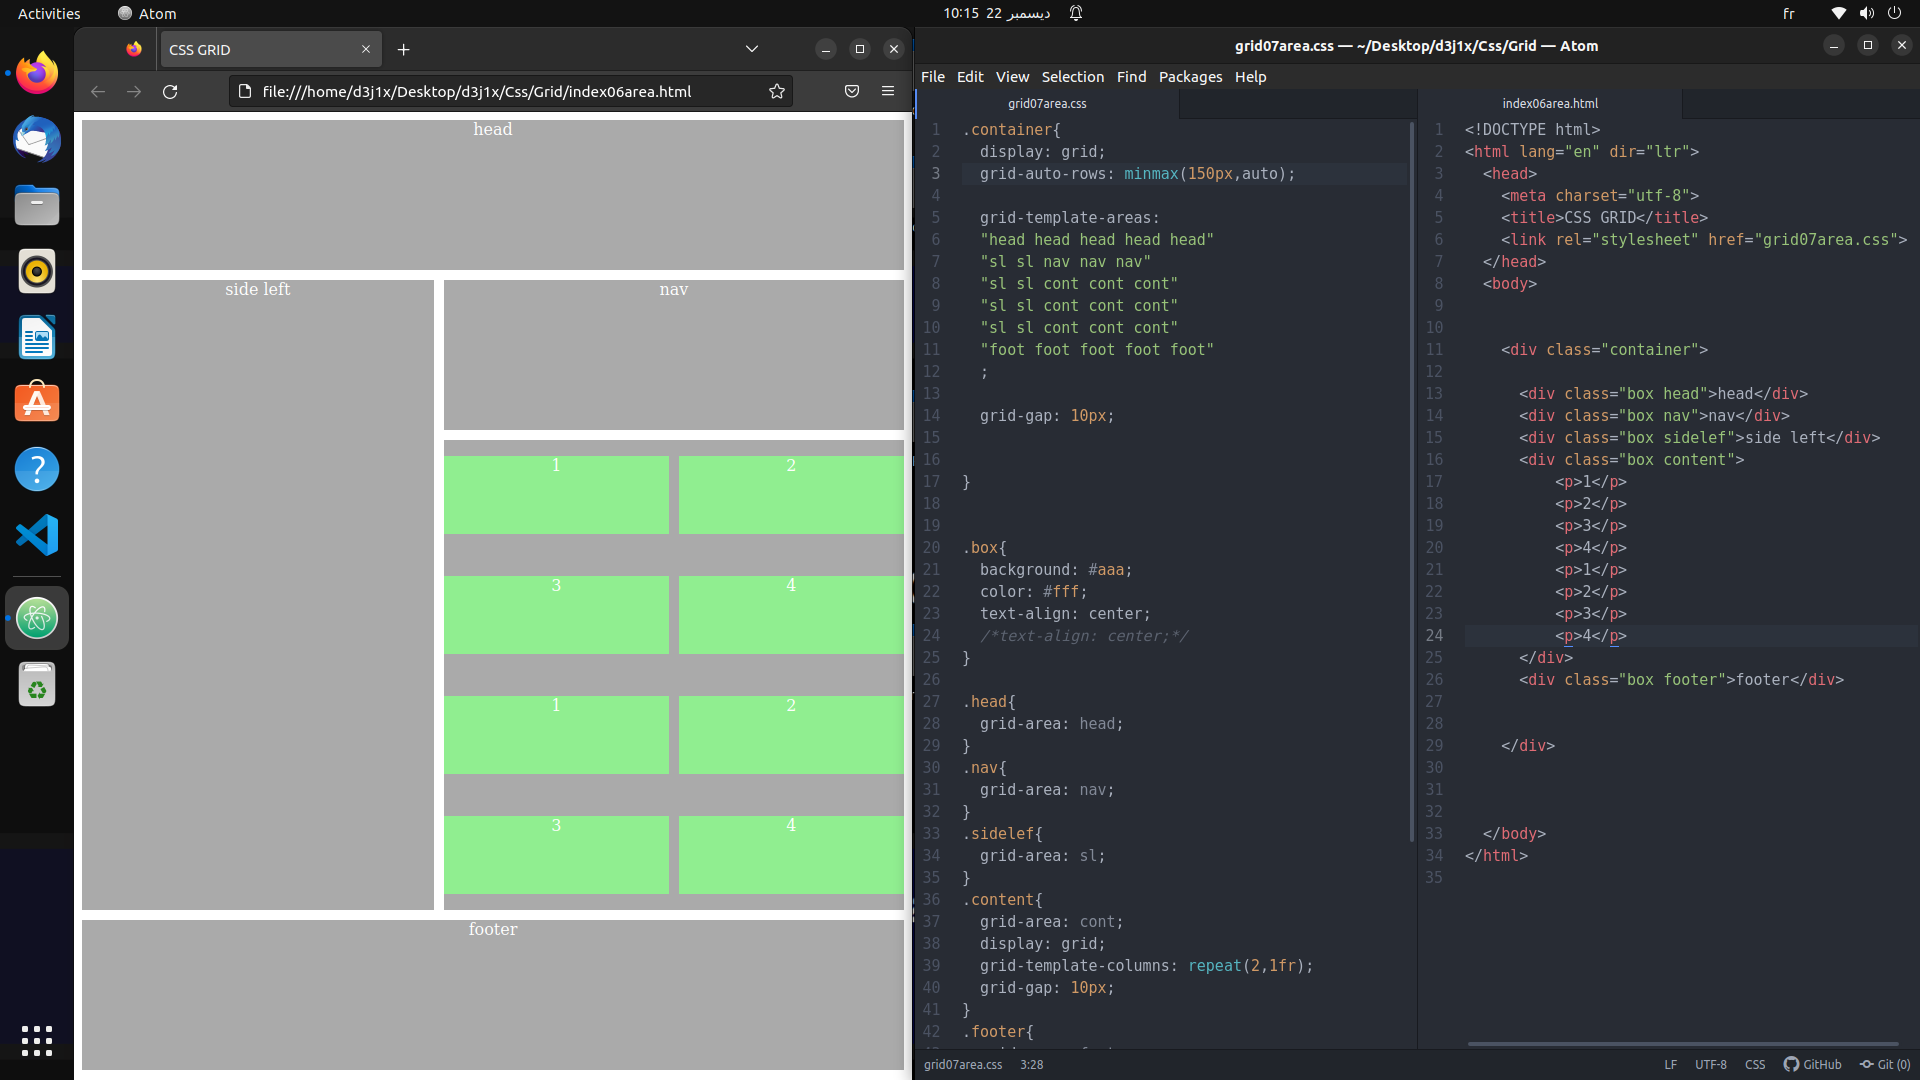 Activities
Atom
10:15 22 ديسمبر
fr
CSS GRID
file:///home/d3j1x/Desktop/d3j1x/Css/Grid/index06area.html
head
side left
nav
1
2
3
4
1
2
3
4
footer
grid07area.css — ~/Desktop/d3j1x/Css/Grid — Atom
File Edit View Selection Find Packages Help
grid07area.css
1 .container{
2 display: grid;
3 grid-auto-rows: minmax(150px,auto);
4
5 grid-template-areas:
6 "head head head head head"
7 "sl sl nav nav nav"
8 "sl sl cont cont cont"
9 "sl sl cont cont cont"
10 "sl sl cont cont cont"
11 "foot foot foot foot foot"
12 ;
13
14 grid-gap: 10px;
15
16
17 }
18
19
20 .box{
21 background: #aaa;
22 color: #fff;
23 text-align: center;
24 /*text-align: center;*/
25 }
26
27 .head{
28 grid-area: head;
29 }
30 .nav{
31 grid-area: nav;
32 }
33 .sidelef{
34 grid-area: sl;
35 }
36 .content{
37 grid-area: cont;
38 display: grid;
39 grid-template-columns: repeat(2,1fr);
40 grid-gap: 10px;
41 }
42 .footer{
index06area.html
1 <!DOCTYPE html>
2 <html lang="en" dir="ltr">
3 <head>
4 <meta charset="utf-8">
5 <title>CSS GRID</title>
6 <link rel="stylesheet" href="grid07area.css">
7 </head>
8 <body>
9
10
11 <div class="container">
12
13 <div class="box head">head</div>
14 <div class="box nav">nav</div>
15 <div class="box sidelef">side left</div>
16 <div class="box content">
17 <p>1</p>
18 <p>2</p>
19 <p>3</p>
20 <p>4</p>
21 <p>1</p>
22 <p>2</p>
23 <p>3</p>
24 <p>4</p>
25 </div>
26 <div class="box footer">footer</div>
27
28
29 </div>
30
31
32
33 </body>
34 </html>
35
grid07area.css 3:28
LF UTF-8 CSS GitHub Git (0)